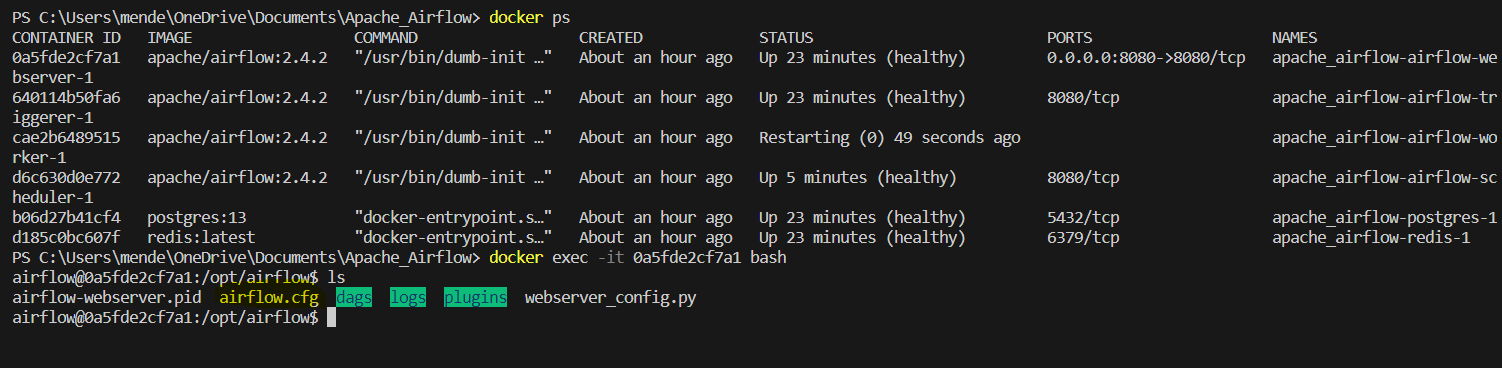 PS C:\Users\mende\OneDrive\Documents\Apache_Airflow> docker ps
CONTAINER ID   IMAGE                  COMMAND                  CREATED             STATUS                          PORTS                    NAMES
0a5fde2cf7a1   apache/airflow:2.4.2   "/usr/bin/dumb-init …"   About an hour ago   Up 23 minutes (healthy)         0.0.0.0:8080->8080/tcp   apache_airflow-airflow-we
bserver-1
640114b50fa6   apache/airflow:2.4.2   "/usr/bin/dumb-init …"   About an hour ago   Up 23 minutes (healthy)         8080/tcp                 apache_airflow-airflow-tr
iggerer-1
cae2b6489515   apache/airflow:2.4.2   "/usr/bin/dumb-init …"   About an hour ago   Restarting (0) 49 seconds ago                            apache_airflow-airflow-wo
rker-1
d6c630d0e772   apache/airflow:2.4.2   "/usr/bin/dumb-init …"   About an hour ago   Up 5 minutes (healthy)          8080/tcp                 apache_airflow-airflow-sc
heduler-1
b06d27b41cf4   postgres:13            "docker-entrypoint.s…"   About an hour ago   Up 23 minutes (healthy)         5432/tcp                 apache_airflow-postgres-1
d185c0bc607f   redis:latest           "docker-entrypoint.s…"   About an hour ago   Up 23 minutes (healthy)         6379/tcp                 apache_airflow-redis-1
PS C:\Users\mende\OneDrive\Documents\Apache_Airflow> docker exec -it 0a5fde2cf7a1 bash
airflow@0a5fde2cf7a1:/opt/airflow$ ls
airflow-webserver.pid  airflow.cfg  dags  logs  plugins  webserver_config.py
airflow@0a5fde2cf7a1:/opt/airflow$